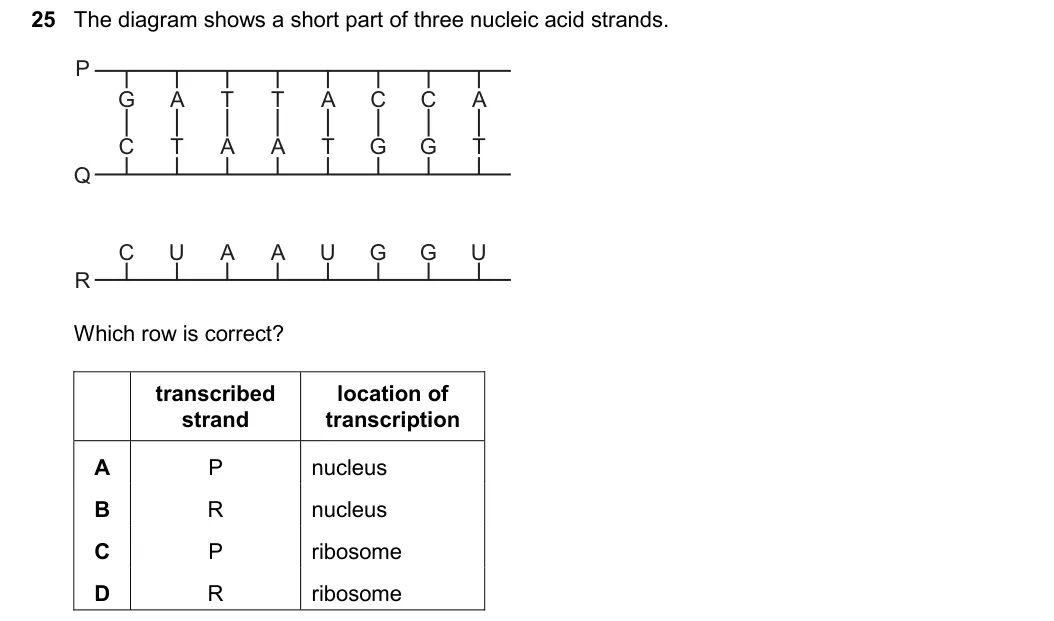 25 The diagram shows a short part of three nucleic acid strands.
P
G A T T A C C A
C T A A T G G T
Q
C U A A U G G U
R
Which row is correct?
transcribed strand location of transcription
A P nucleus
B R nucleus
C P ribosome
D R ribosome